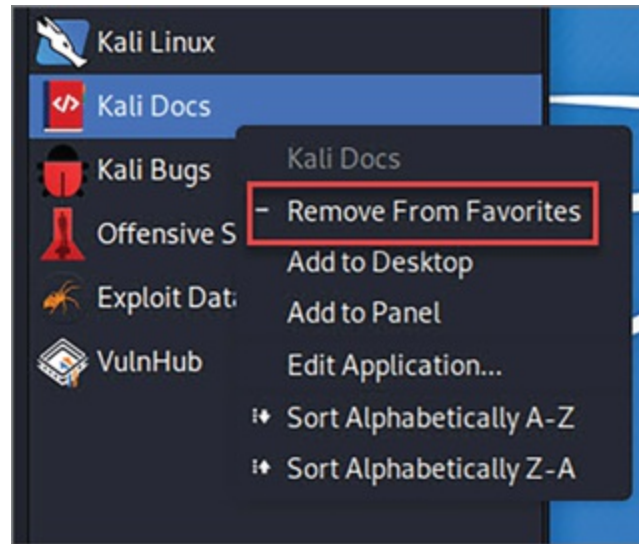 Kali Linux
Kali Docs
Kali Bugs
Offensive S
Exploit Dat
VulnHub
Kali Docs
Remove From Favorites
Add to Desktop
Add to Panel
Edit Application...
Sort Alphabetically A-Z
Sort Alphabetically Z-A